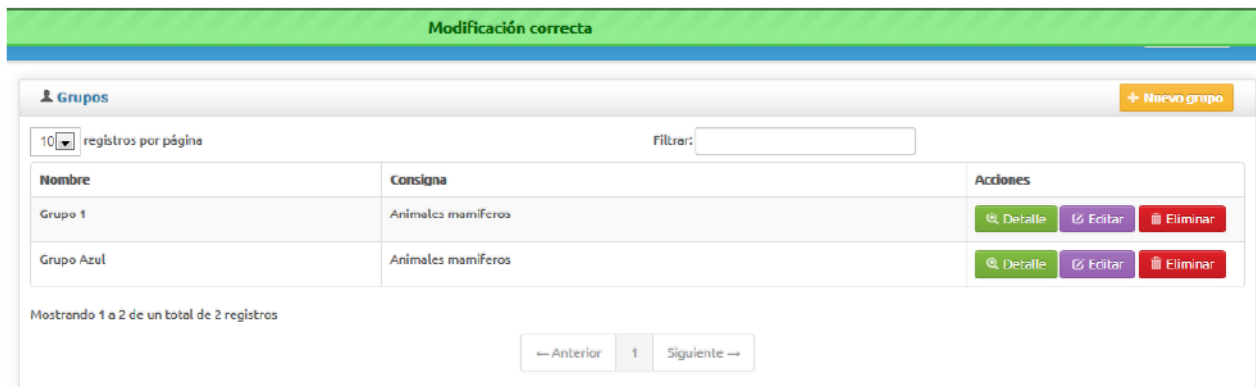 Modificación correcta
Grupos
+ Nuevo grupo
10 registros por página
Filtrar:
Nombre Consigna Acciones
Grupo 1 Animales mamiferos Detalle Editar Eliminar
Grupo Azul Animales mamiferos Detalle Editar Eliminar
Mostrando 1 a 2 de un total de 2 registros
← Anterior 1 Siguiente →